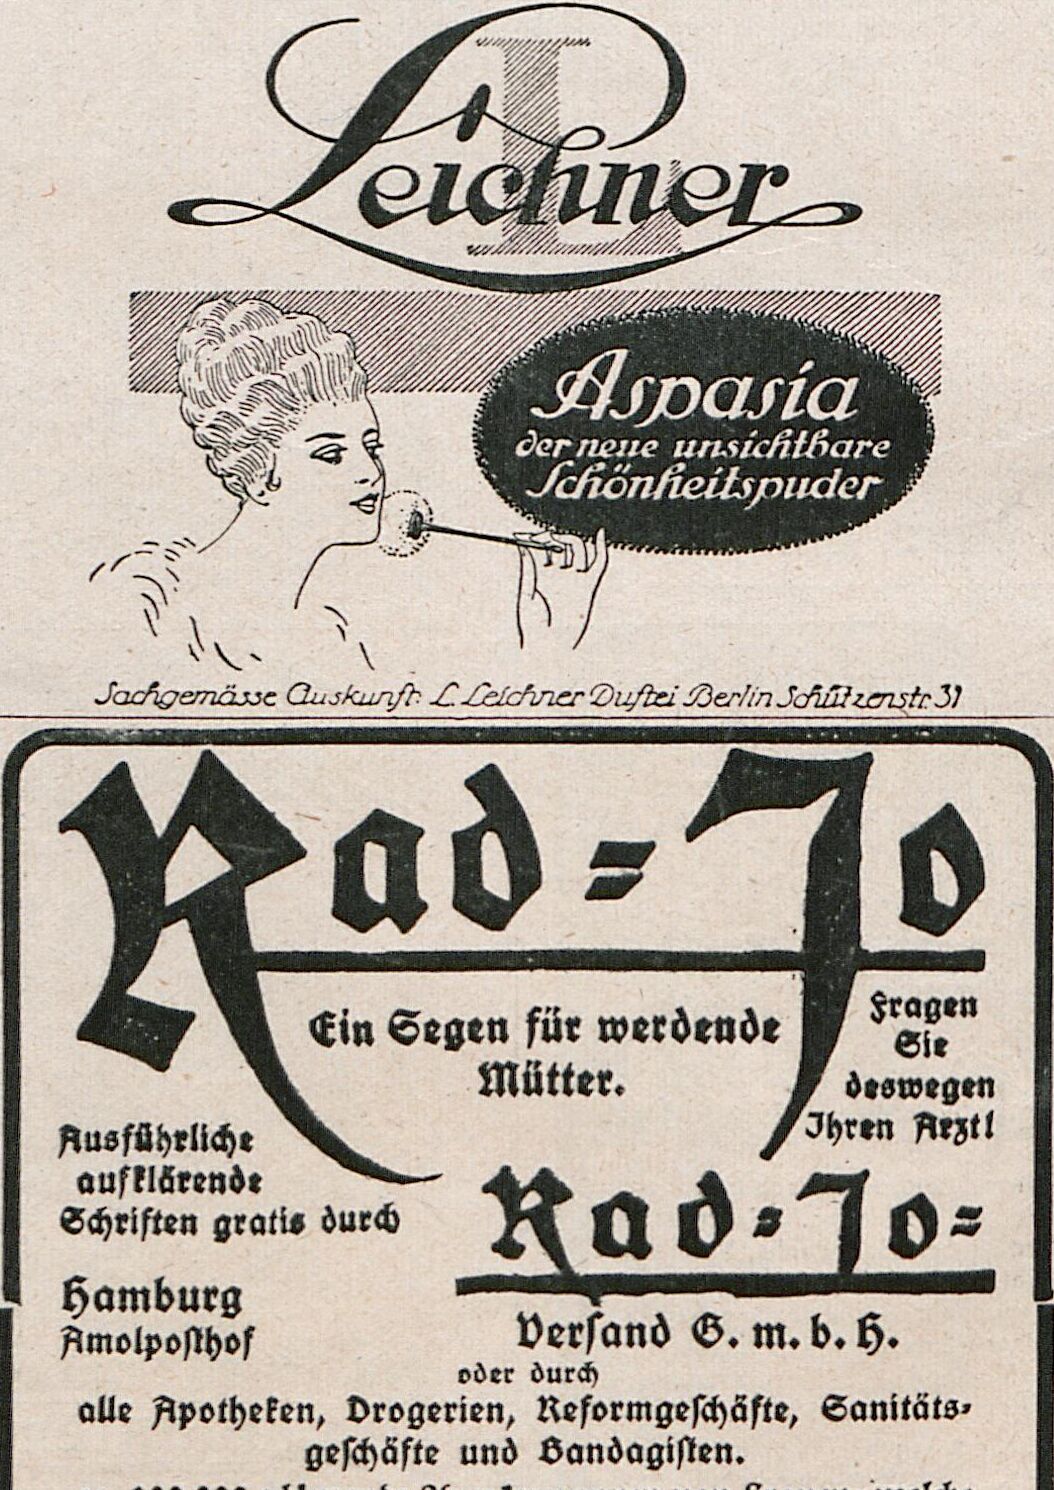 Leichner
Aspasia
der neue unsichtbare
Schönheitspuder
Sachgemässe Auskunft: L. Leichner Duftei Berlin Schützenstr. 31
Rad=Jo
Ein Segen für werdende
Mütter.
Fragen
Sie
deswegen
Ihren Arzt!
Ausführliche
aufklärende
Schriften gratis durch
Hamburg
Amolposthof
Rad=Jo=
Versand G. m. b. H.
oder durch
alle Apotheken, Drogerien, Reformgeschäfte, Sanitäts-
geschäfte und Bandagisten.